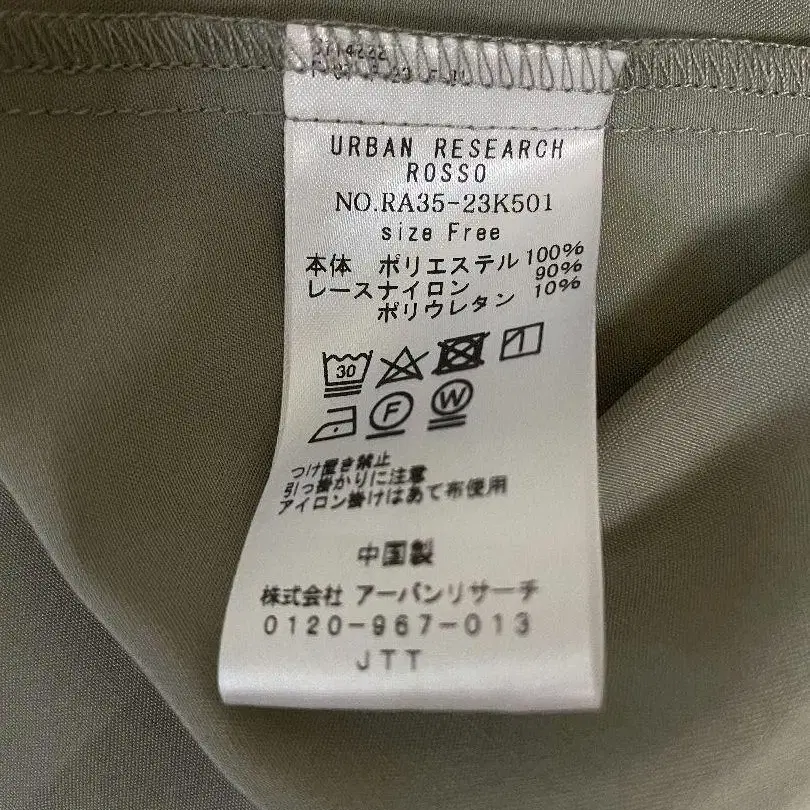 URBAN RESEARCH
ROSSO
NO.RA35-23K501
size Free
本体 ポリエステル 100%
レースナイロン 90%
ポリウレタン 10%
30
F W
つけ置き禁止
引っ掛かりに注意
アイロン掛けはあて布使用
中国製
株式会社 アーバンリサーチ
0120-967-013
JTT